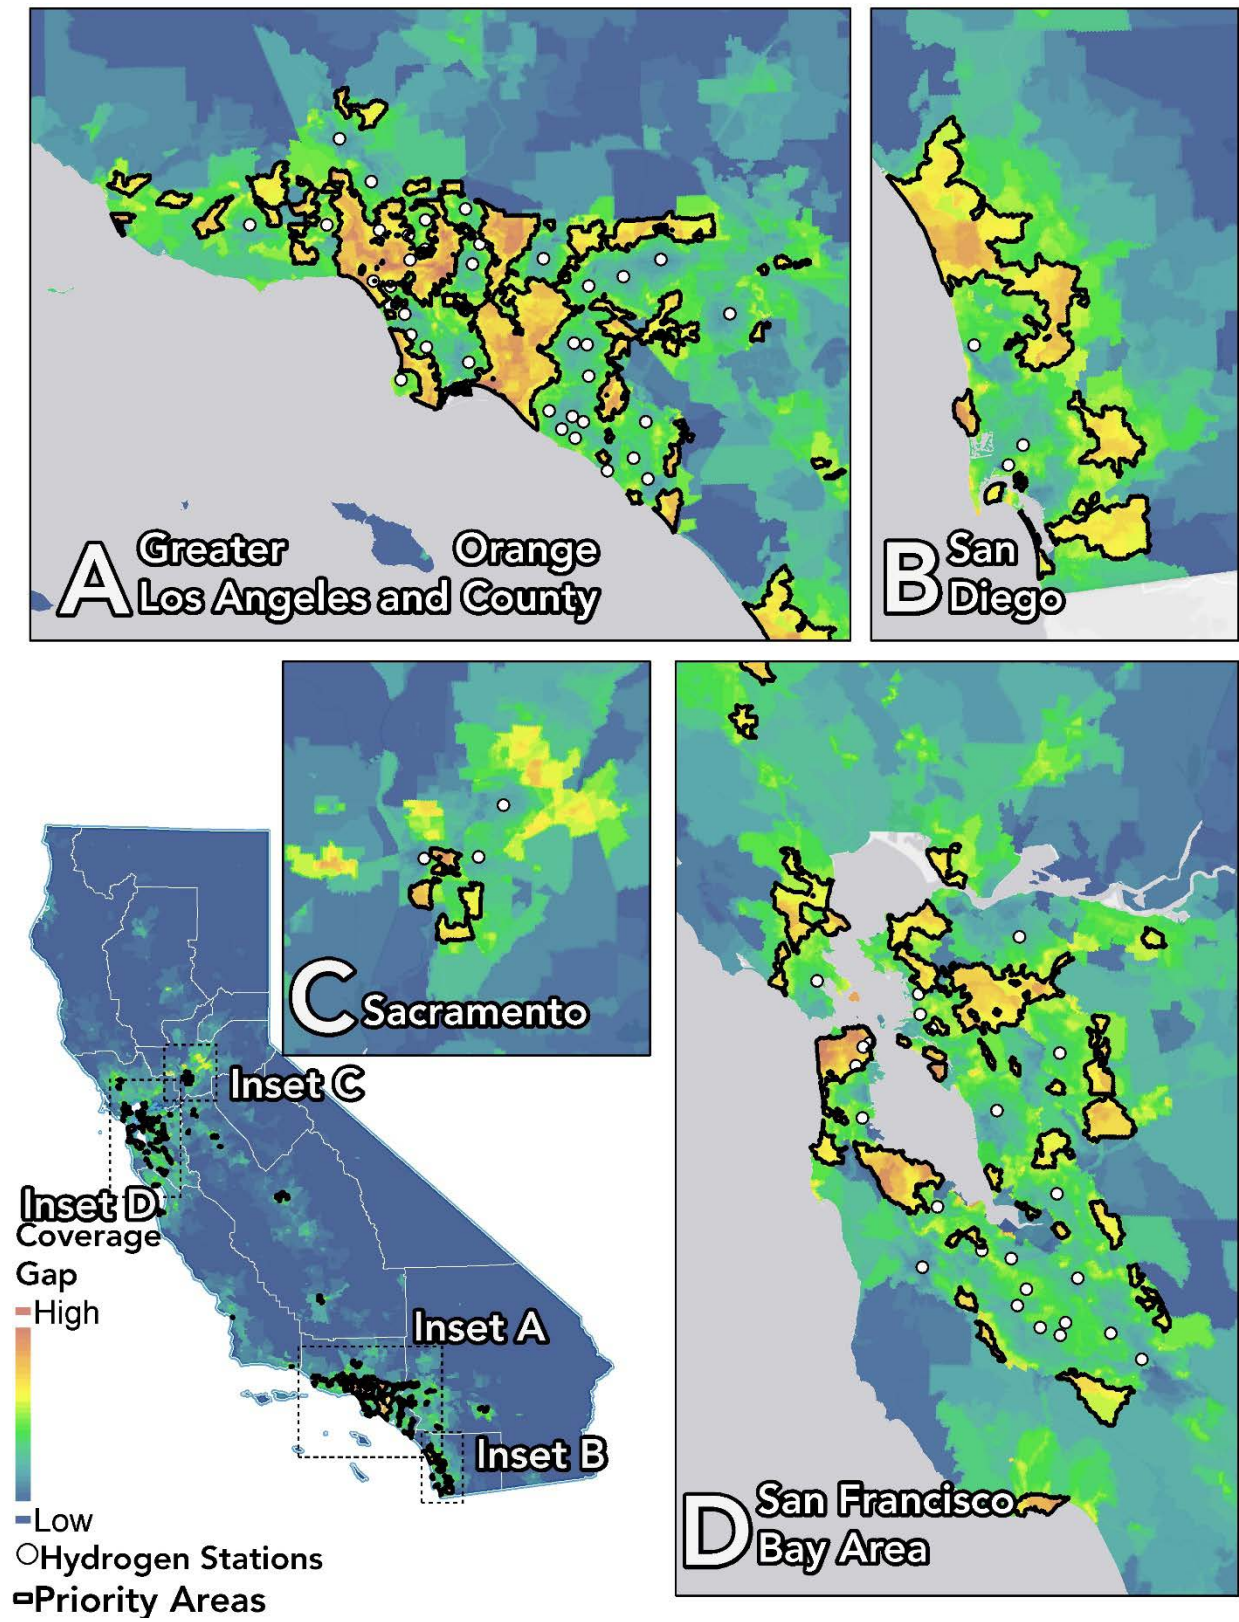 A
Greater Orange
Los Angeles and County
B
San
Diego
C
Sacramento
Inset C
Inset D
Coverage
Gap
High
Low
Inset A
Inset B
Hydrogen Stations
Priority Areas
D
San Francisco
Bay Area